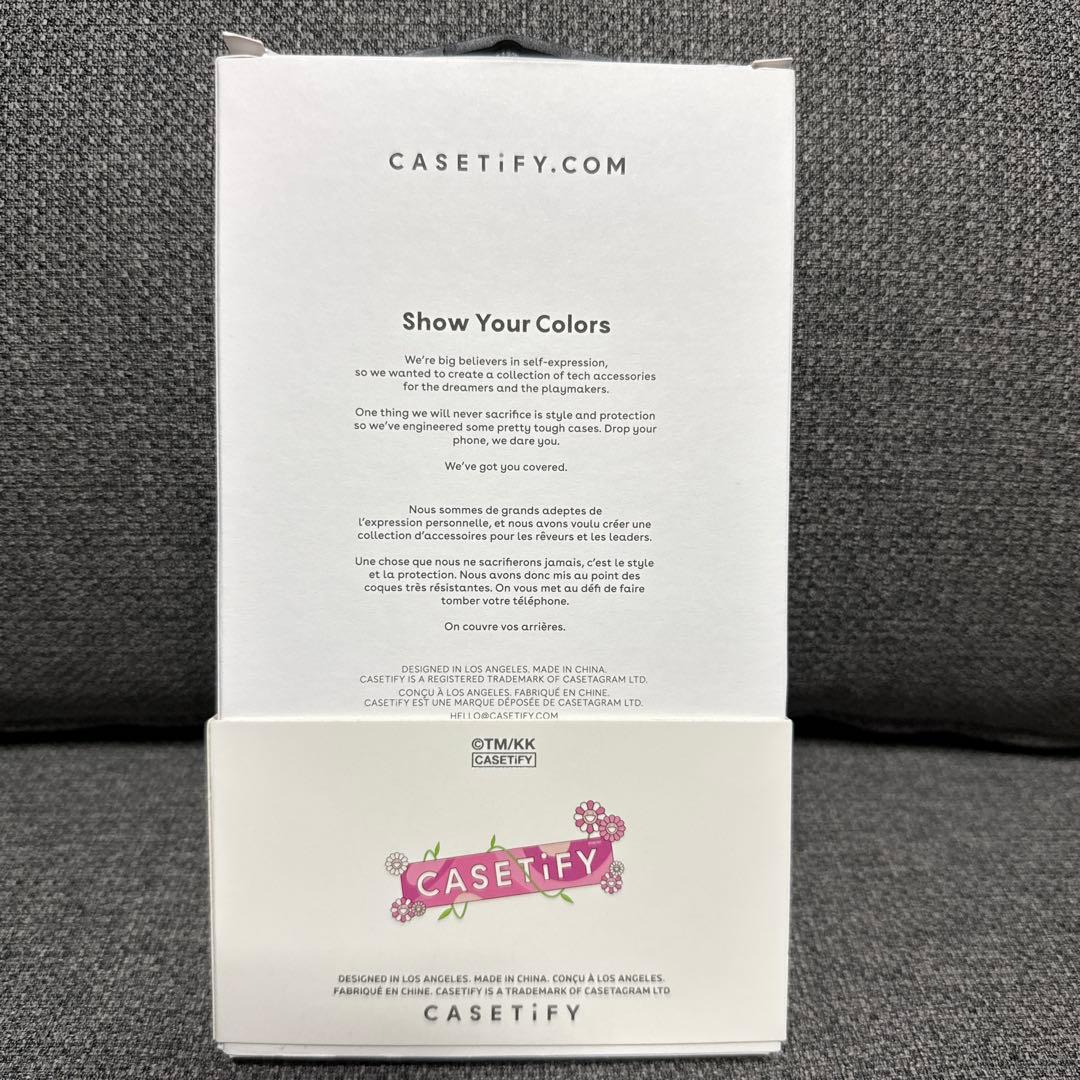 CASETiFY.COM
Show Your Colors
We're big believers in self-expression,
so we wanted to create a collection of tech accessories
for the dreamers and the playmakers.
One thing we will never sacrifice is style and protection
so we've engineered some pretty tough cases. Drop your
phone, we dare you.
We've got you covered.
Nous sommes de grands adeptes de
l'expression personnelle, et nous avons voulu créer une
collection d'accessoires pour les rêveurs et les leaders.
Une chose que nous ne sacrifierons jamais, c'est le style
et la protection. Nous avons donc mis au point des
coques très résistantes. On vous met au défi de faire
tomber votre téléphone.
On couvre vos arrières.
DESIGNED IN LOS ANGELES. MADE IN CHINA.
CASETiFY IS A REGISTERED TRADEMARK OF CASETAGRAM LTD.
CONÇU À LOS ANGELES. FABRIQUÉ EN CHINE.
CASETiFY EST UNE MARQUE DÉPOSÉE DE CASETAGRAM LTD.
HELLO@CASETIFY.COM
©TM/KK
CASETiFY
CASETiFY
DESIGNED IN LOS ANGELES. MADE IN CHINA. CONÇU À LOS ANGELES.
FABRIQUÉ EN CHINE. CASETIFY IS A TRADEMARK OF CASETAGRAM LTD
CASETiFY